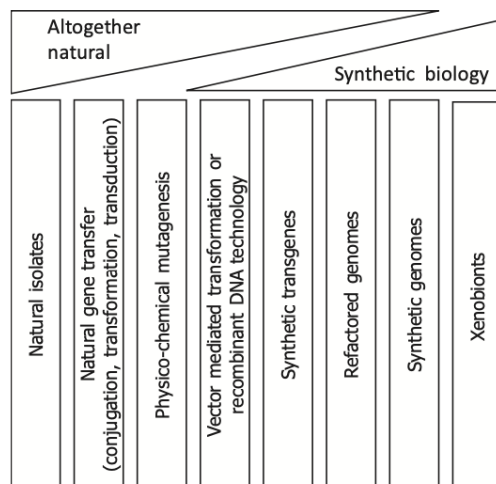 Altogether
natural
Synthetic biology
Natural isolates
Natural gene transfer
(conjugation, transformation, transduction)
Physico-chemical mutagenesis
Vector mediated transformation or
recombinant DNA technology
Synthetic transgenes
Refactored genomes
Synthetic genomes
Xenobionts